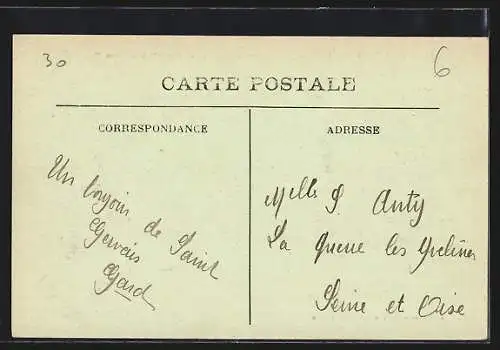 30
6
CARTE POSTALE
CORRESPONDANCE
ADRESSE
Un bonjour de Saint
Gervais
Gard
Melle S. Anty
La Queue les Yvelines
Seine et Oise